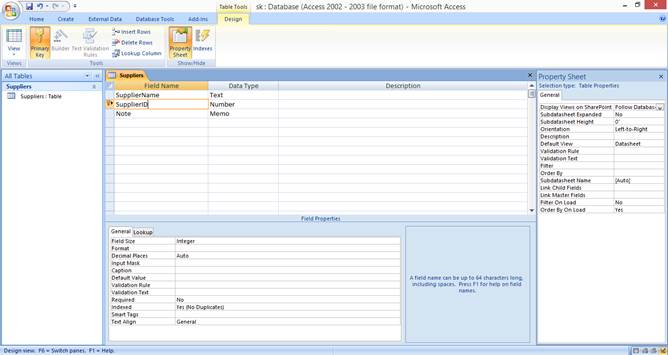 Table Tools
sk : Database (Access 2002 - 2003 file format) - Microsoft Access
Home Create External Data Database Tools Add-Ins Design
View Primary Key Builder Test Validation Rules
Insert Rows
Delete Rows
Lookup Column
Property Sheet Indexes
Views Tools Show/Hide
All Tables
Suppliers
Suppliers : Table
Suppliers
Field Name Data Type Description
SupplierName Text
SupplierID Number
Note Memo
Field Properties
General Lookup
Field Size Integer
Format
Decimal Places Auto
Input Mask
Caption
Default Value
Validation Rule
Validation Text
Required No
Indexed Yes (No Duplicates)
Smart Tags
Text Align General
A field name can be up to 64 characters long,
including spaces. Press F1 for help on field
names.
Property Sheet
Selection type: Table Properties
General
Display Views on SharePoint Follow Databas
Subdatasheet Expanded No
Subdatasheet Height 0"
Orientation Left-to-Right
Description
Default View Datasheet
Validation Rule
Validation Text
Filter
Order By
Subdatasheet Name [Auto]
Link Child Fields
Link Master Fields
Filter On Load No
Order By On Load Yes
Design view. F6 = Switch panes. F1 = Help.